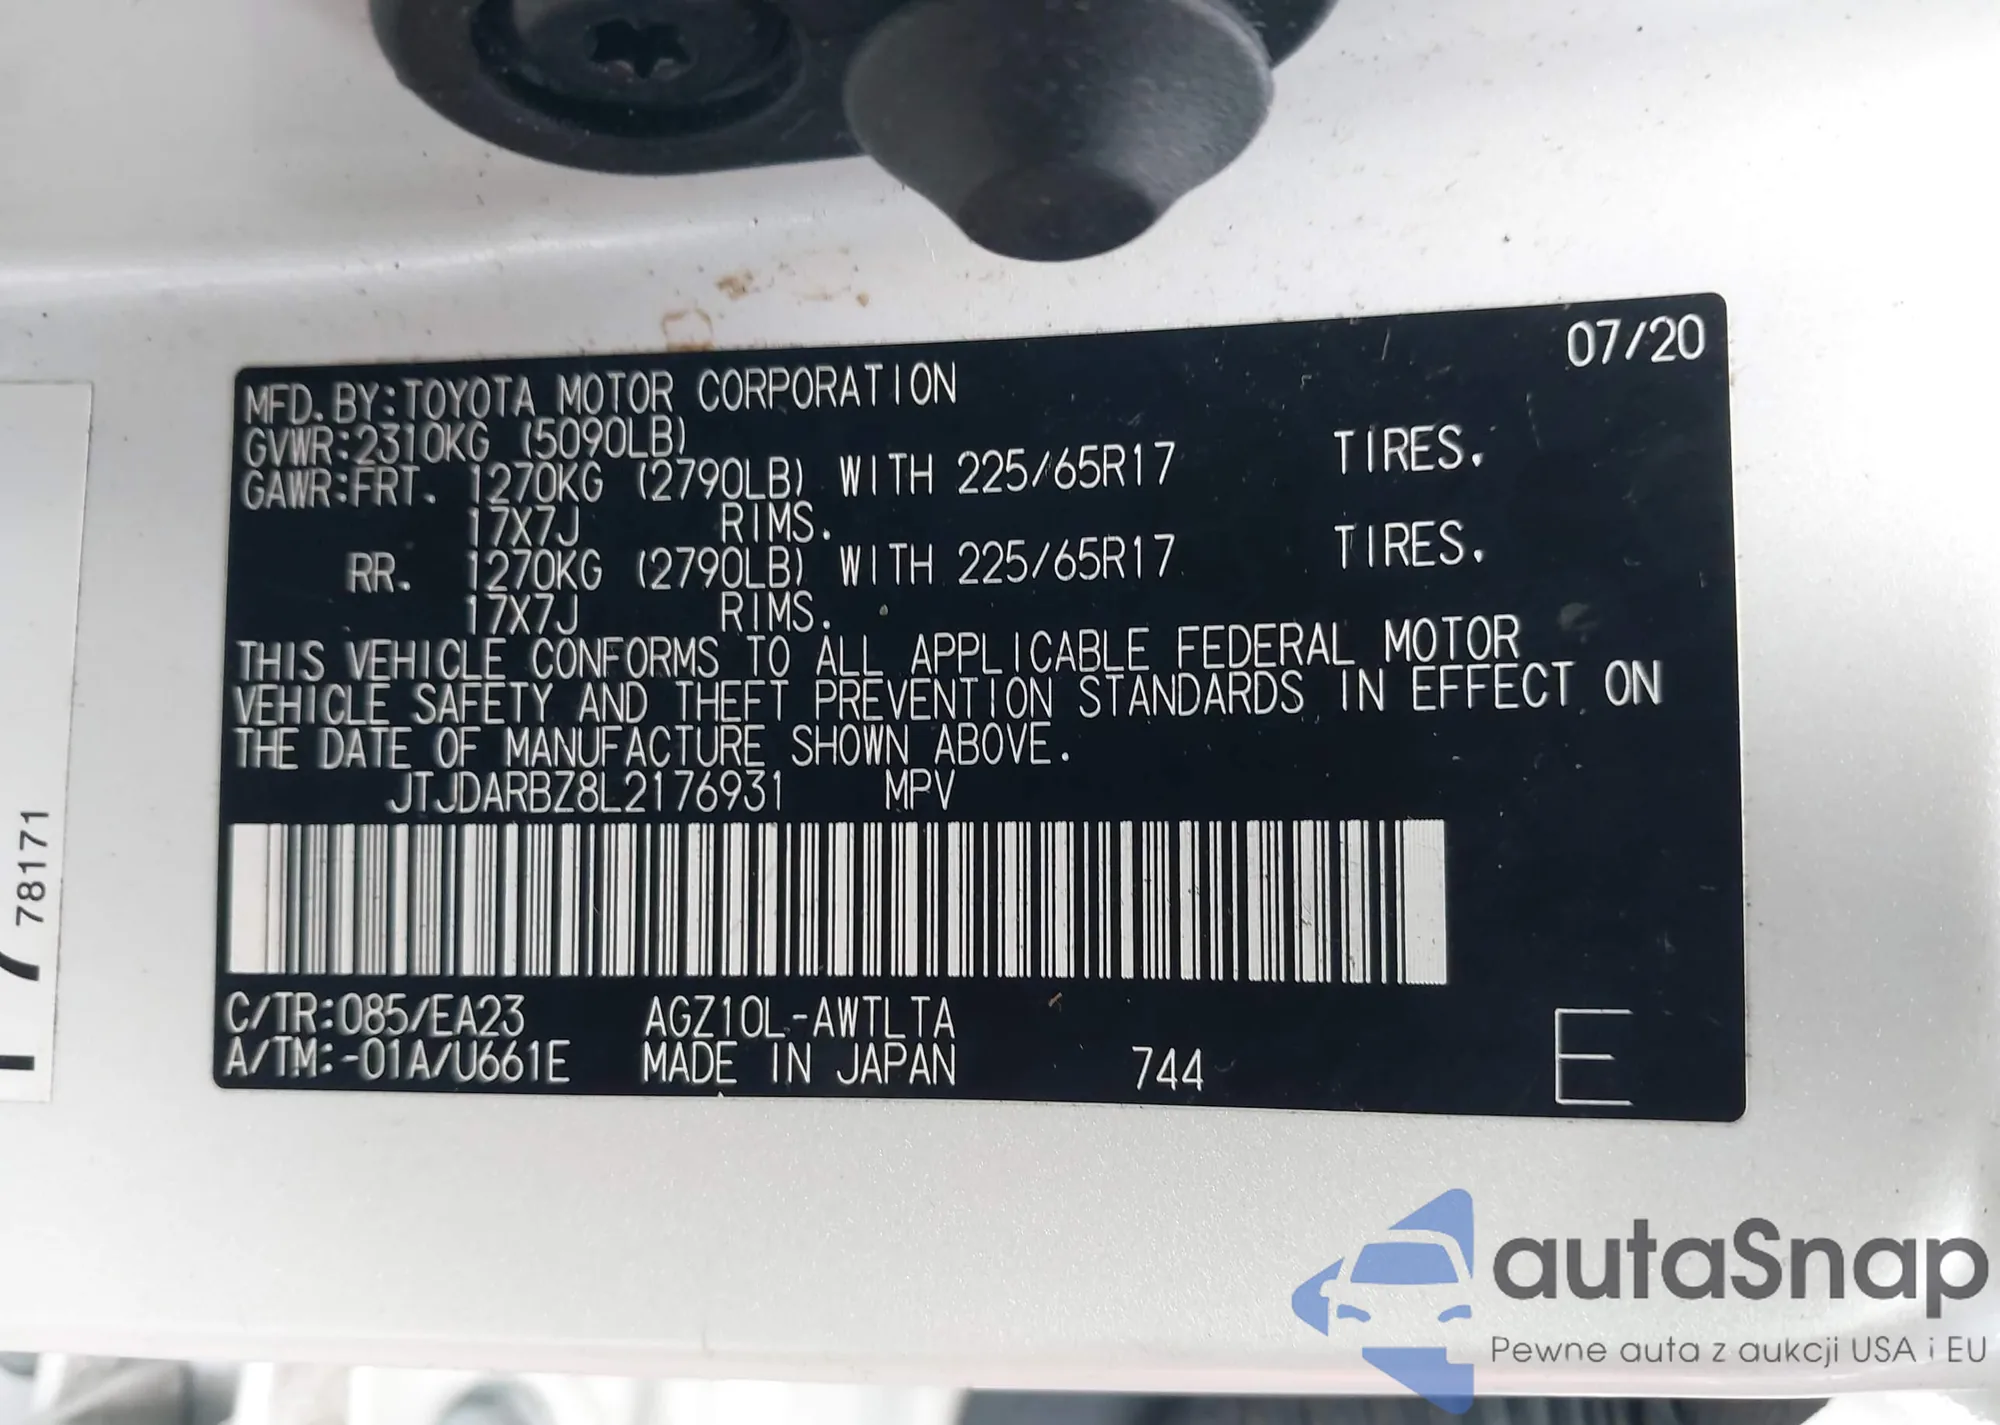 07/20
MFD.BY:TOYOTA MOTOR CORPORATION
GVWR:2310KG (5090LB)
GAWR:FRT. 1270KG (2790LB) WITH 225/65R17 TIRES.
17X7J RIMS.
RR. 1270KG (2790LB) WITH 225/65R17 TIRES.
17X7J RIMS.
THIS VEHICLE CONFORMS TO ALL APPLICABLE FEDERAL MOTOR
VEHICLE SAFETY AND THEFT PREVENTION STANDARDS IN EFFECT ON
THE DATE OF MANUFACTURE SHOWN ABOVE.
JTJDARBZ8L2176931 MPV
C/TR:085/EA23 AGZ10L-AWTLTA
A/TM:-01A/U661E MADE IN JAPAN 744 E
78171
autaSnap
Pewne auta z aukcji USA i EU